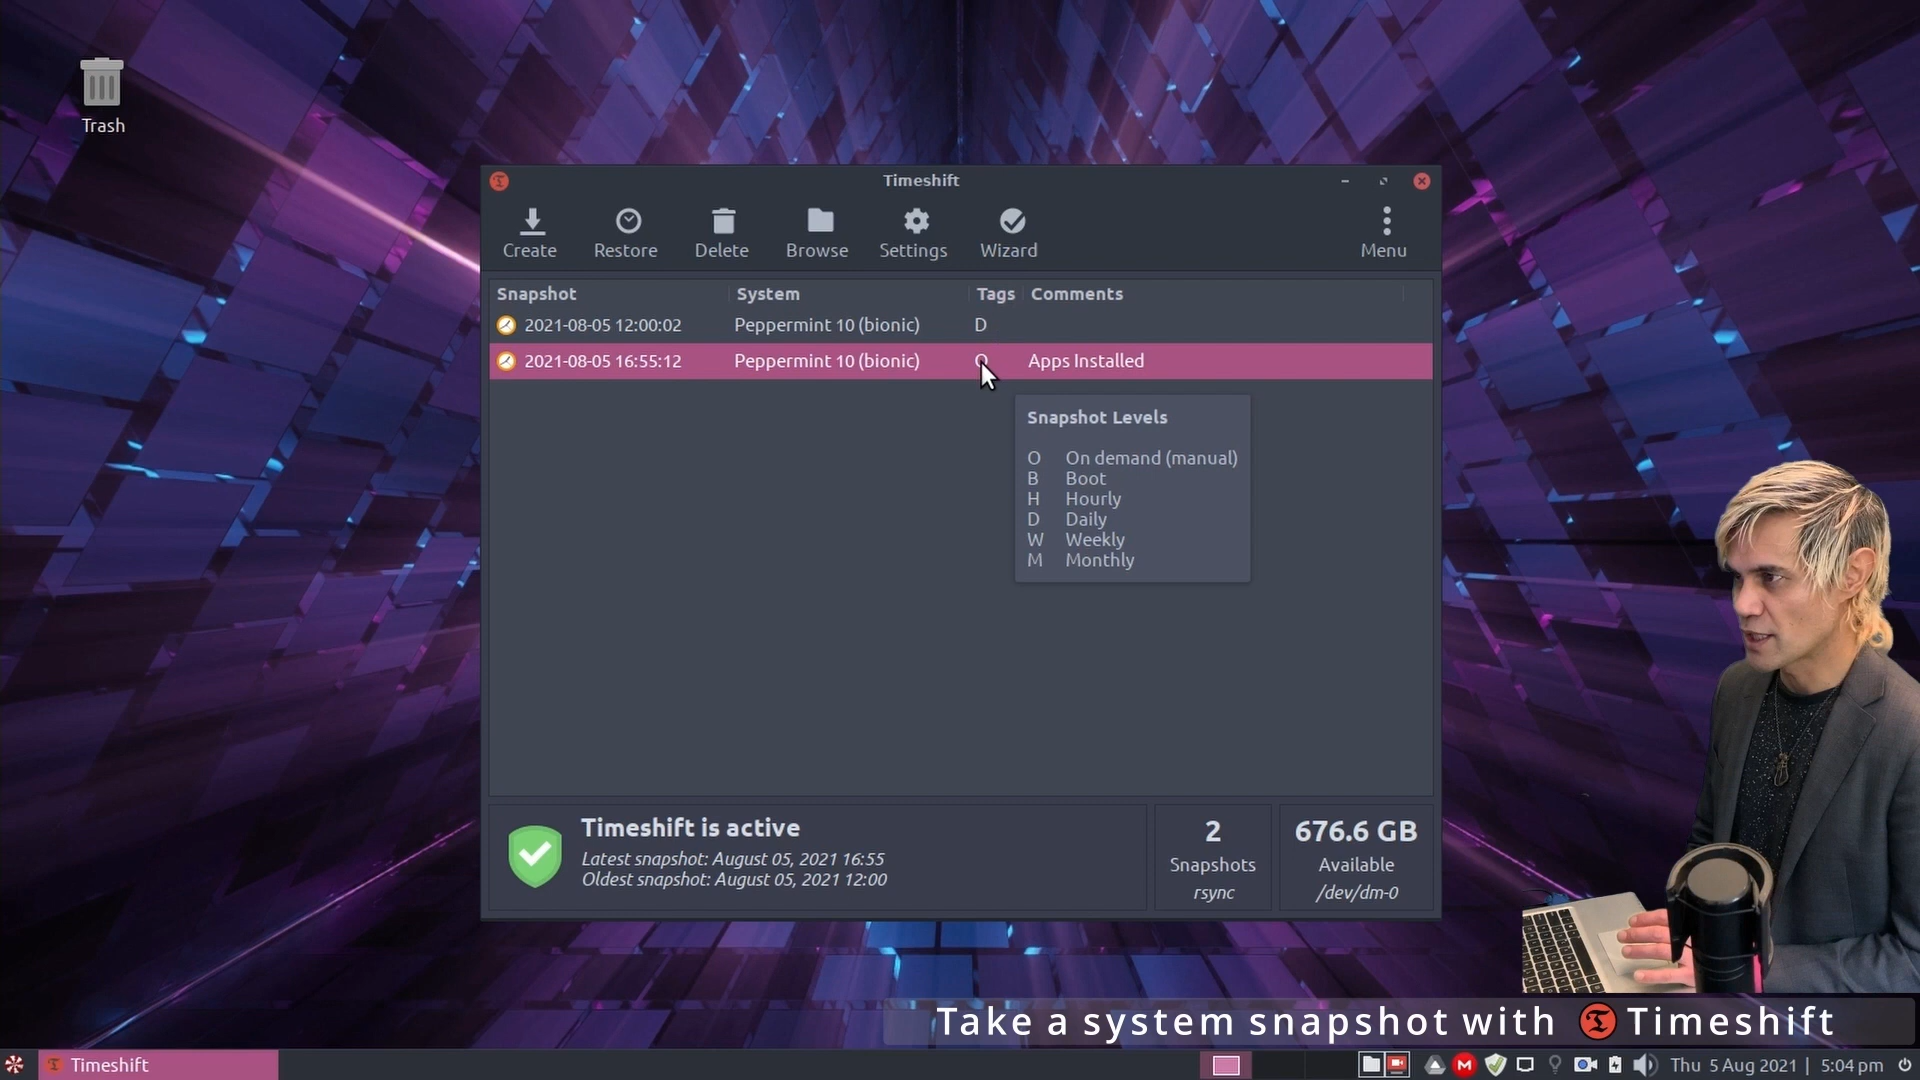 Trash
Timeshift
Create Restore Delete Browse Settings Wizard Menu
Snapshot System Tags Comments
2021-08-05 12:00:02 Peppermint 10 (bionic) D
2021-08-05 16:55:12 Peppermint 10 (bionic) O Apps Installed
Snapshot Levels
O On demand (manual)
B Boot
H Hourly
D Daily
W Weekly
M Monthly
Timeshift is active
Latest snapshot: August 05, 2021 16:55
Oldest snapshot: August 05, 2021 12:00
2
Snapshots
rsync
676.6 GB
Available
/dev/dm-0
Take a system snapshot with Timeshift
Timeshift
Thu 5 Aug 2021 | 5:04 pm